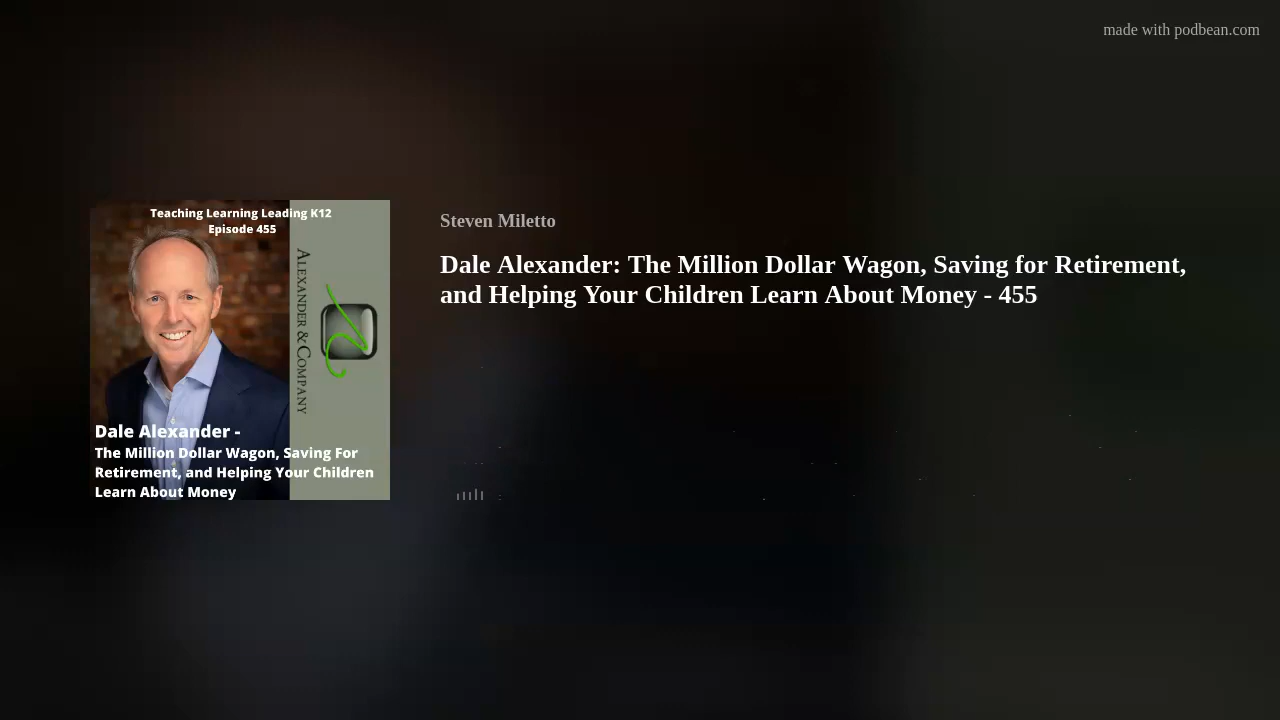 made with podbean.com
Teaching Learning Leading K12
Episode 455
ALEXANDER & COMPANY
Dale Alexander -
The Million Dollar Wagon, Saving For
Retirement, and Helping Your Children
Learn About Money
Steven Miletto
Dale Alexander: The Million Dollar Wagon, Saving for Retirement,
and Helping Your Children Learn About Money - 455